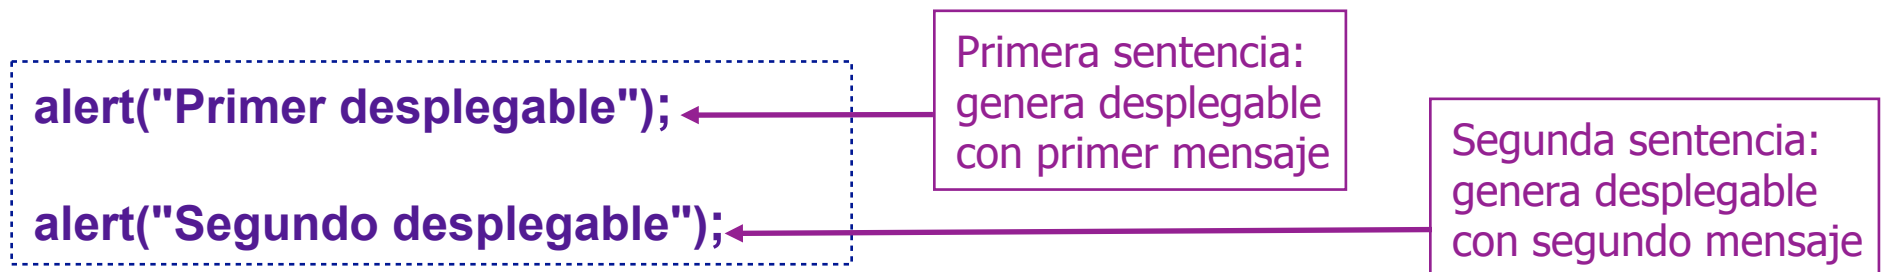 alert("Primer desplegable");
alert("Segundo desplegable");
Primera sentencia:
genera desplegable
con primer mensaje
Segunda sentencia:
genera desplegable
con segundo mensaje